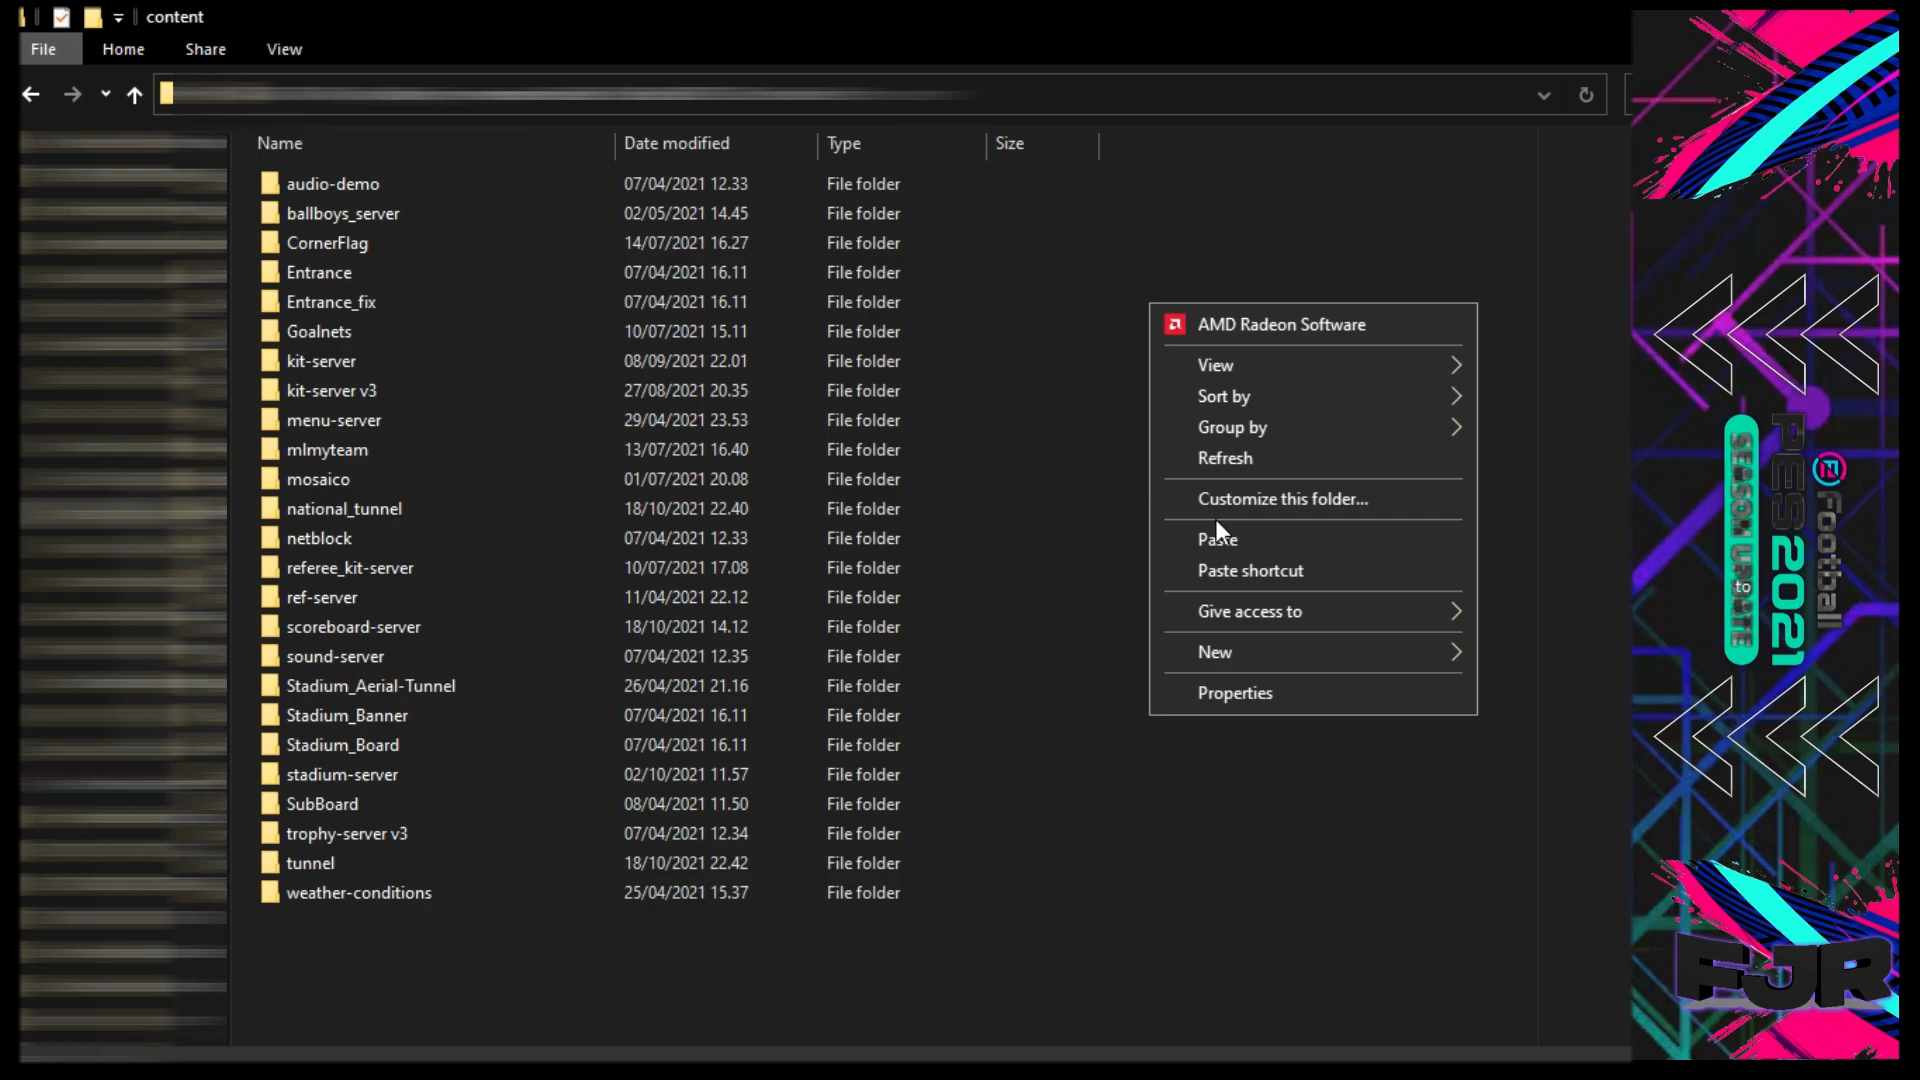 content
File Home Share View
Name Date modified Type Size
audio-demo 07/04/2021 12.33 File folder
ballboys_server 02/05/2021 14.45 File folder
CornerFlag 14/07/2021 16.27 File folder
Entrance 07/04/2021 16.11 File folder
Entrance_fix 07/04/2021 16.11 File folder
Goalnets 10/07/2021 15.11 File folder
kit-server 08/09/2021 22.01 File folder
kit-server v3 27/08/2021 20.35 File folder
menu-server 29/04/2021 23.53 File folder
mlmyteam 13/07/2021 16.40 File folder
mosaico 01/07/2021 20.08 File folder
national_tunnel 18/10/2021 22.40 File folder
netblock 07/04/2021 12.33 File folder
referee_kit-server 10/07/2021 17.08 File folder
ref-server 11/04/2021 22.12 File folder
scoreboard-server 18/10/2021 14.12 File folder
sound-server 07/04/2021 12.35 File folder
Stadium_Aerial-Tunnel 26/04/2021 21.16 File folder
Stadium_Banner 07/04/2021 16.11 File folder
Stadium_Board 07/04/2021 16.11 File folder
stadium-server 02/10/2021 11.57 File folder
SubBoard 08/04/2021 11.50 File folder
trophy-server v3 07/04/2021 12.34 File folder
tunnel 18/10/2021 22.42 File folder
weather-conditions 25/04/2021 15.37 File folder
AMD Radeon Software
View
Sort by
Group by
Refresh
Customize this folder...
Paste
Paste shortcut
Give access to
New
Properties
eFootball
PES 2021
SEASON UPDATE
to
FJR